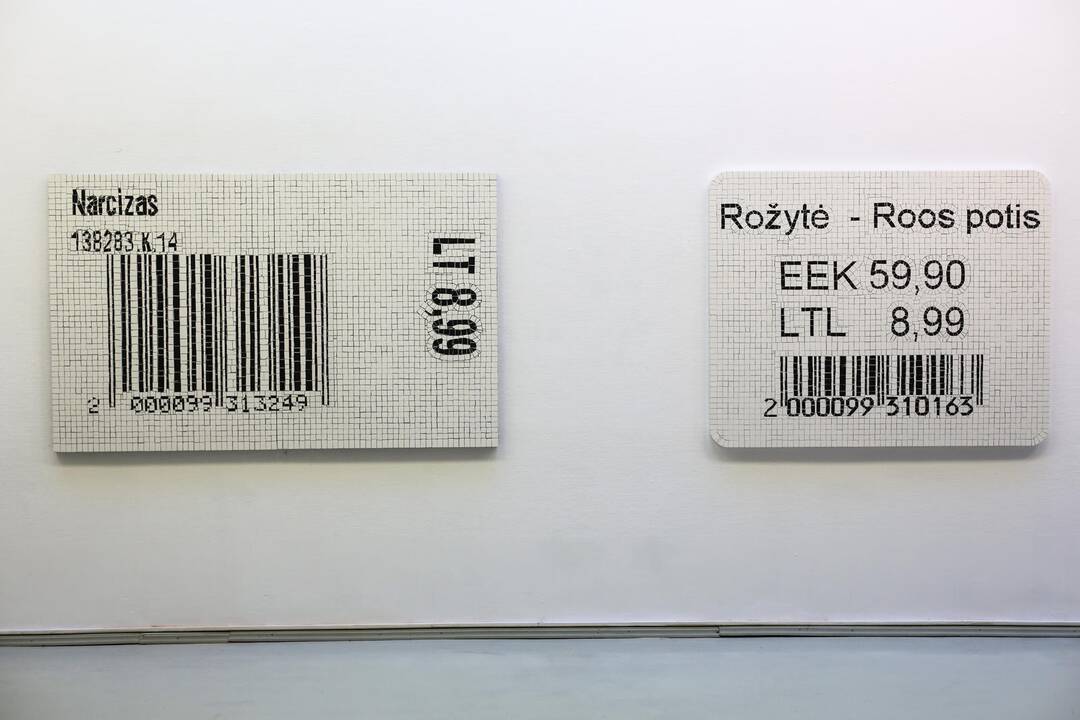 Narcizas
138283 K.14
2 000099 313249
LT 8,99
Rožytė - Roos potis
EEK 59,90
LTL 8,99
2 000099 310163